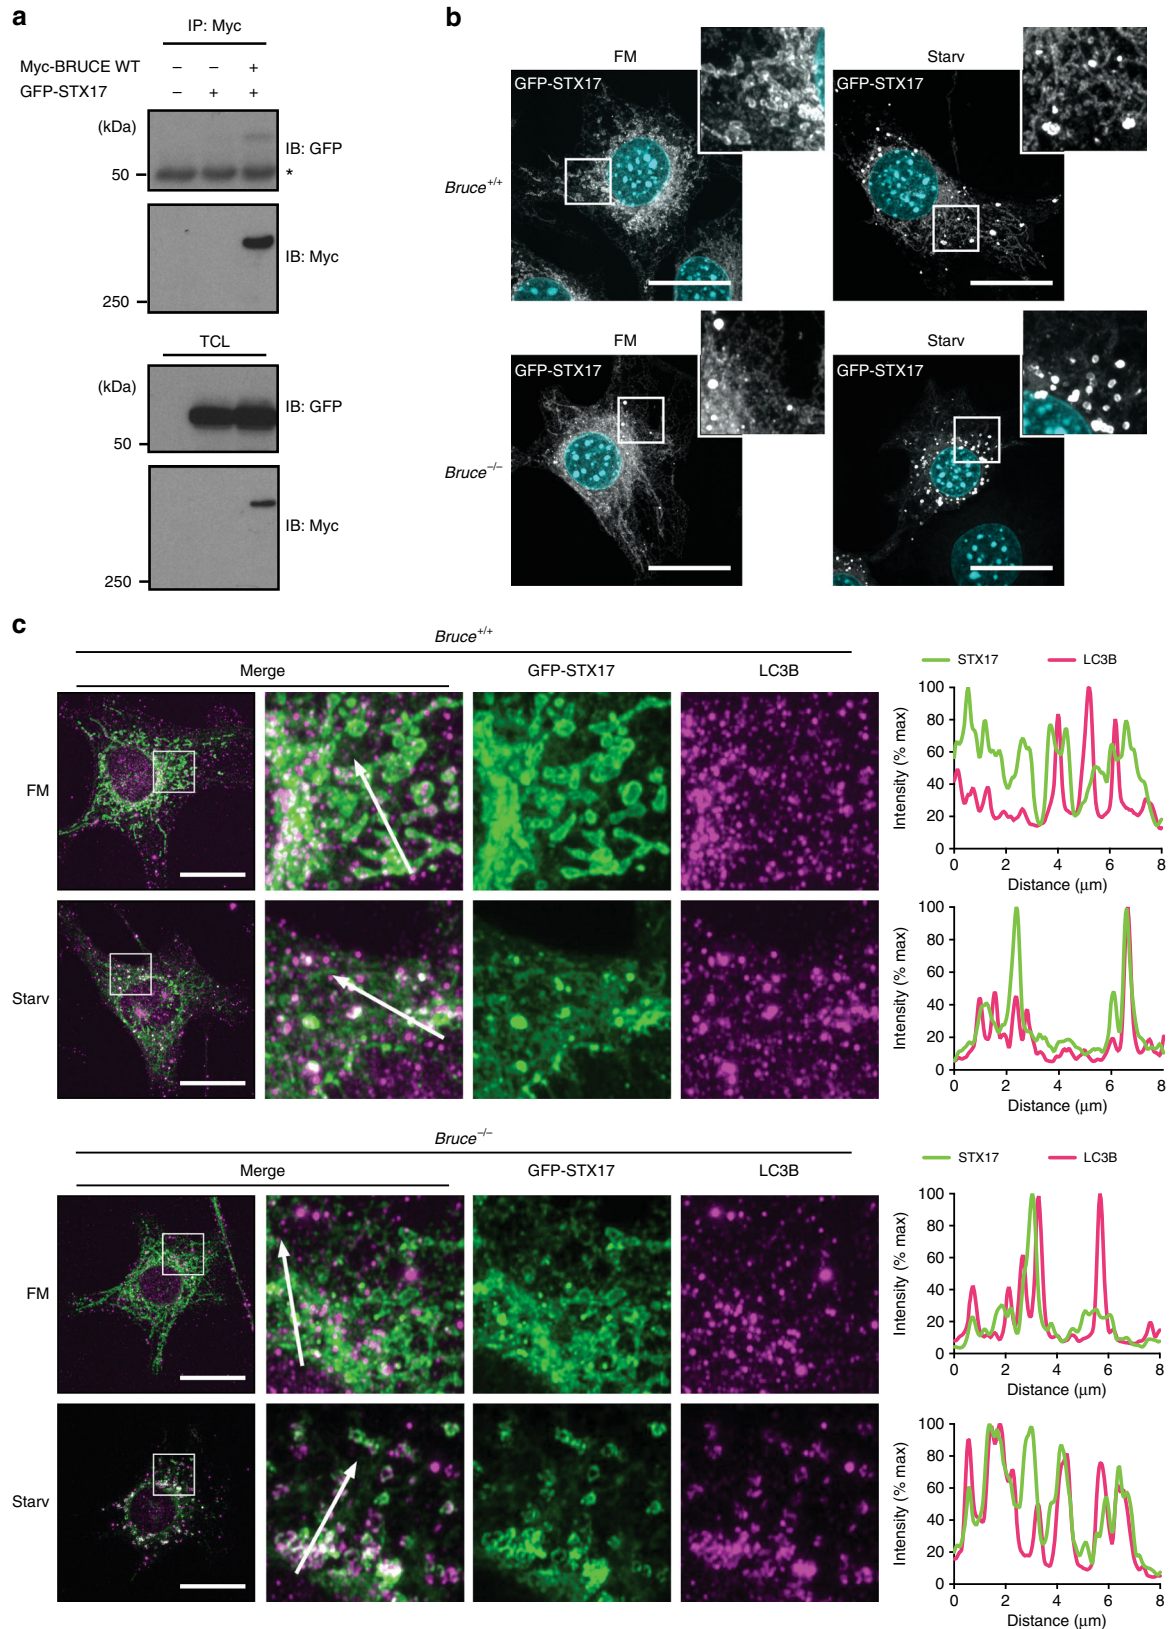 a
IP: Myc
Myc-BRUCE WT – – +
GFP-STX17 – + +
(kDa)
IB: GFP
50
*
IB: Myc
250
TCL
(kDa)
IB: GFP
50
IB: Myc
250
b
FM
Starv
GFP-STX17
GFP-STX17
Bruce+/+
FM
Starv
GFP-STX17
GFP-STX17
Bruce–/–
c
Bruce+/+
Merge
GFP-STX17
LC3B
FM
Starv
STX17
LC3B
Intensity (% max)
100
80
60
40
20
0
0 2 4 6 8
Distance (μm)
Intensity (% max)
100
80
60
40
20
0
0 2 4 6 8
Distance (μm)
Bruce–/–
Merge
GFP-STX17
LC3B
FM
Starv
STX17
LC3B
Intensity (% max)
100
80
60
40
20
0
0 2 4 6 8
Distance (μm)
Intensity (% max)
100
80
60
40
20
0
0 2 4 6 8
Distance (μm)